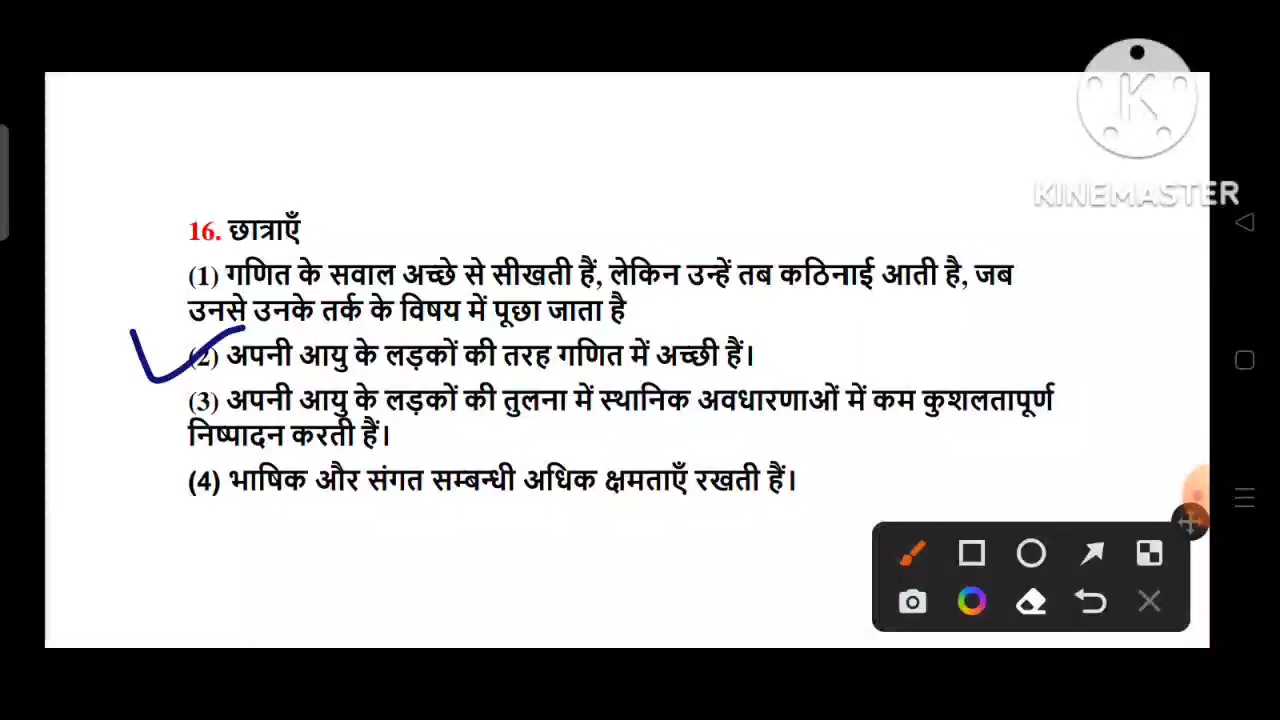 KINEMASTER
16. छात्राएँ
(1) गणित के सवाल अच्छे से सीखती हैं, लेकिन उन्हें तब कठिनाई आती है, जब
उनसे उनके तर्क के विषय में पूछा जाता है
(2) अपनी आयु के लड़कों की तरह गणित में अच्छी हैं।
(3) अपनी आयु के लड़कों की तुलना में स्थानिक अवधारणाओं में कम कुशलतापूर्ण
निष्पादन करती हैं।
(4) भाषिक और संगत सम्बन्धी अधिक क्षमताएँ रखती हैं।